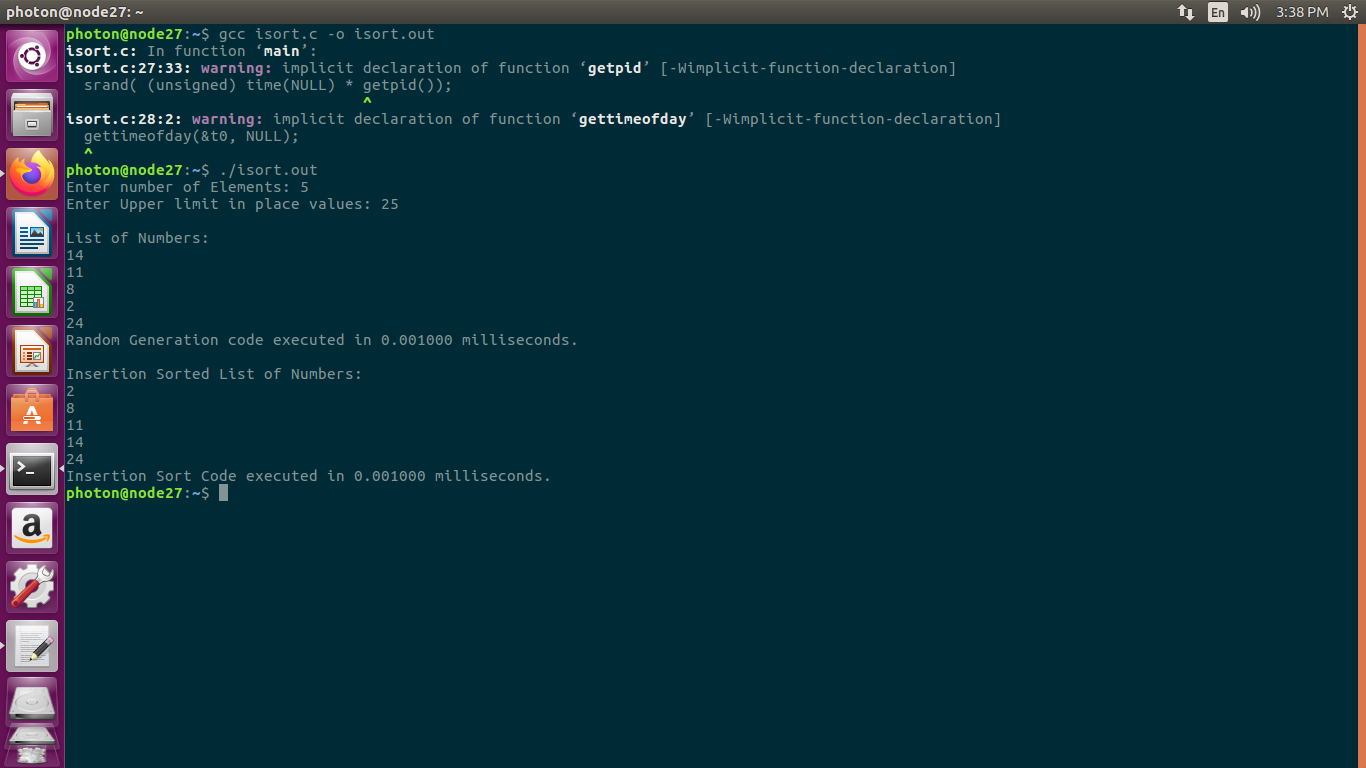 photon@node27: ~
En
3:38 PM
photon@node27:~$ gcc isort.c -o isort.out
isort.c: In function ‘main’:
isort.c:27:33: warning: implicit declaration of function ‘getpid’ [-Wimplicit-function-declaration]
  srand( (unsigned) time(NULL) * getpid());
                                 ^
isort.c:28:2: warning: implicit declaration of function ‘gettimeofday’ [-Wimplicit-function-declaration]
  gettimeofday(&t0, NULL);
  ^
photon@node27:~$ ./isort.out
Enter number of Elements: 5
Enter Upper limit in place values: 25

List of Numbers:
14
11
8
2
24
Random Generation code executed in 0.001000 milliseconds.

Insertion Sorted List of Numbers:
2
8
11
14
24
Insertion Sort Code executed in 0.001000 milliseconds.
photon@node27:~$